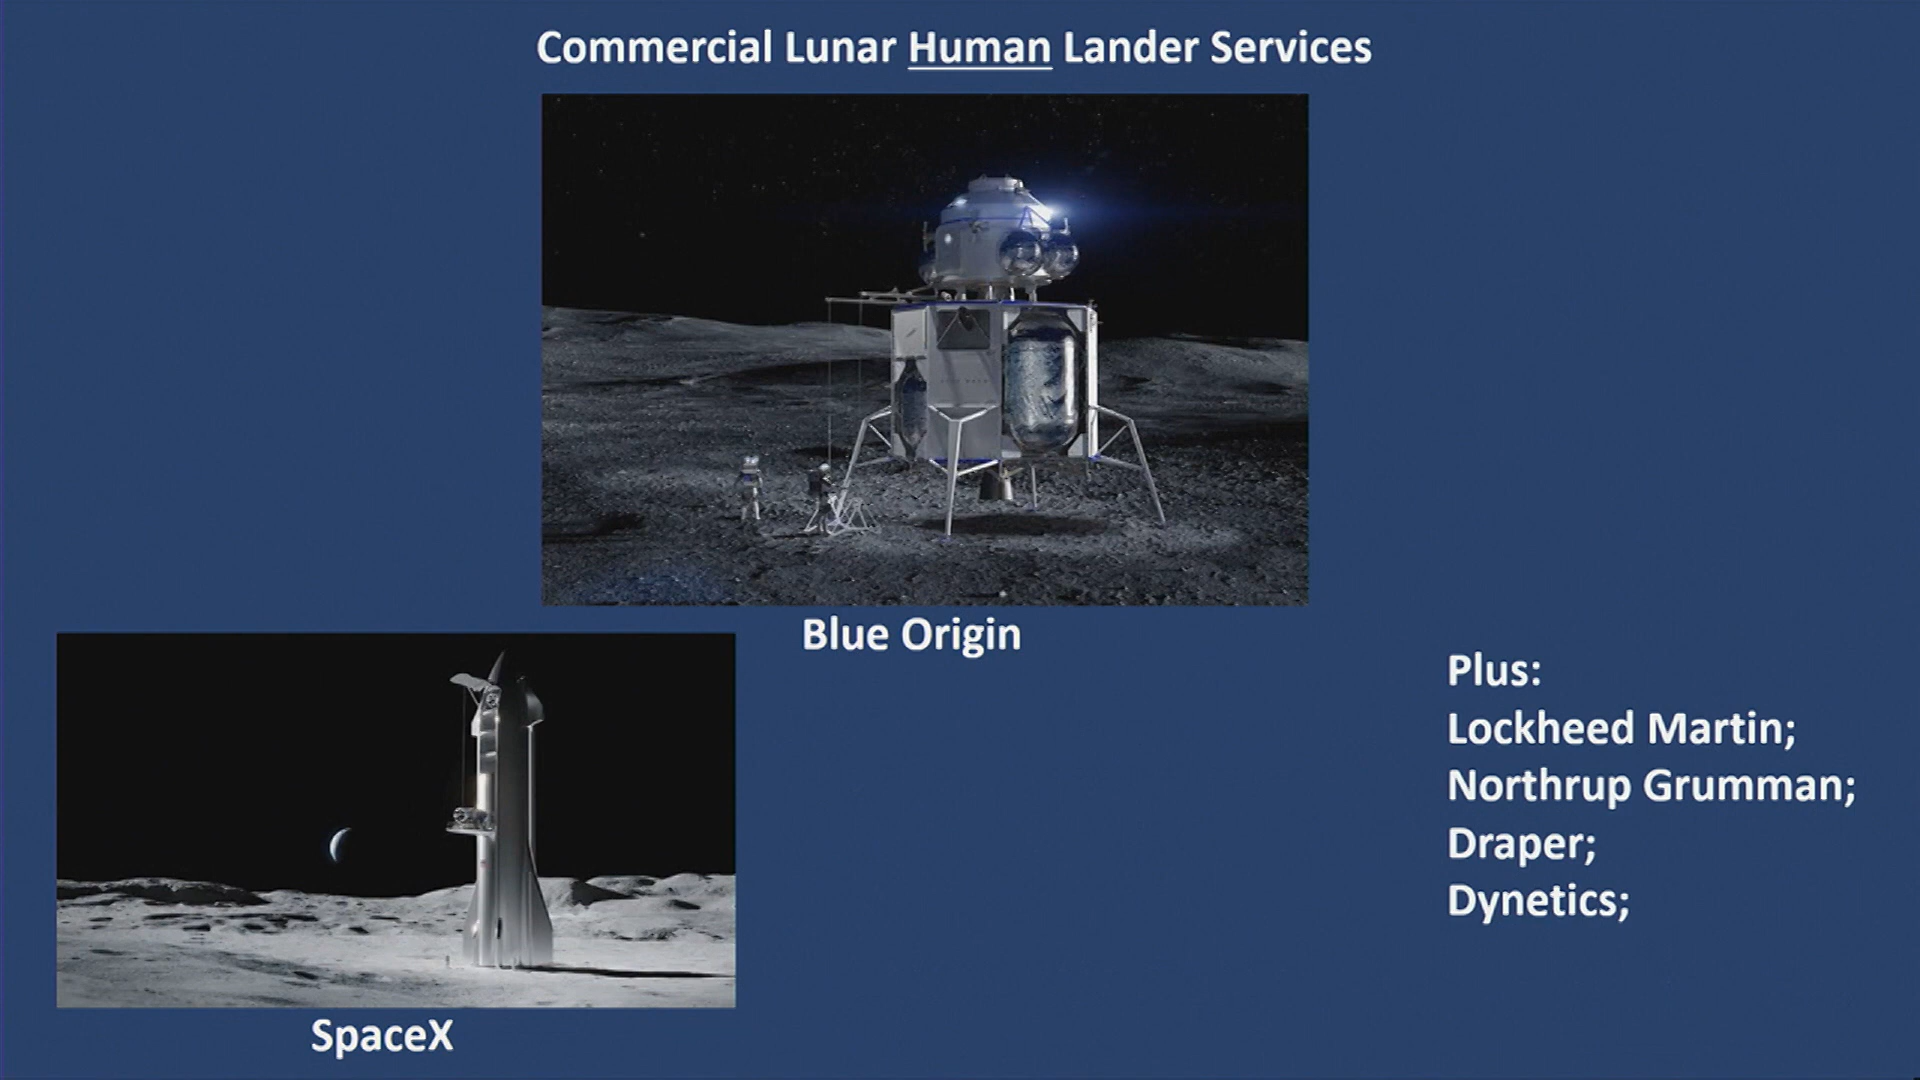 Commercial Lunar Human Lander Services
Blue Origin
SpaceX
Plus:
Lockheed Martin;
Northrup Grumman;
Draper;
Dynetics;